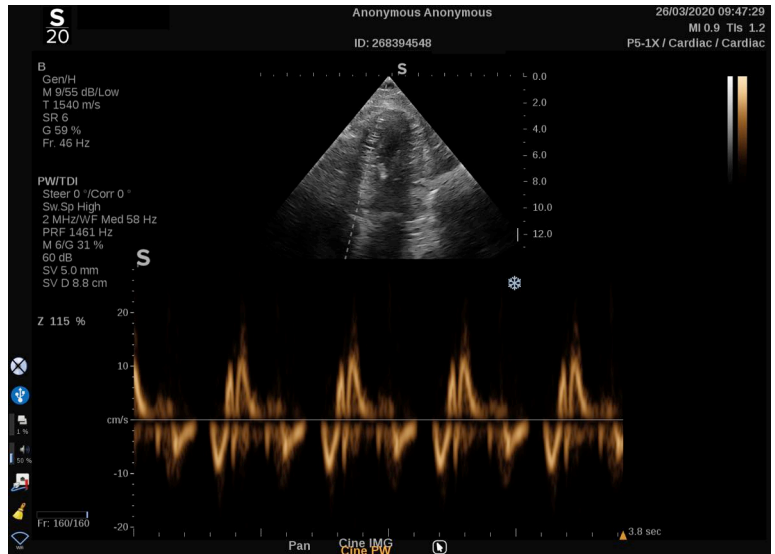 S
20
Anonymous Anonymous
ID: 268394548
26/03/2020 09:47:29
MI 0.9 TIs 1.2
P5-1X / Cardiac / Cardiac
B
Gen/H
M 9/55 dB/Low
T 1540 m/s
SR 6
G 59 %
Fr. 46 Hz
S
0.0
2.0
4.0
6.0
8.0
10.0
12.0
PW/TDI
Steer 0 °/Corr 0 °
Sw.Sp High
2 MHz/WF Med 58 Hz
PRF 1461 Hz
M 6/G 31 %
60 dB
SV 5.0 mm
SV D 8.8 cm
Z 115 %
S
20
10
cm/s
-10
-20
1 %
50 %
Fr: 160/160
3.8 sec
Pan
Cine IMG
Cine PW